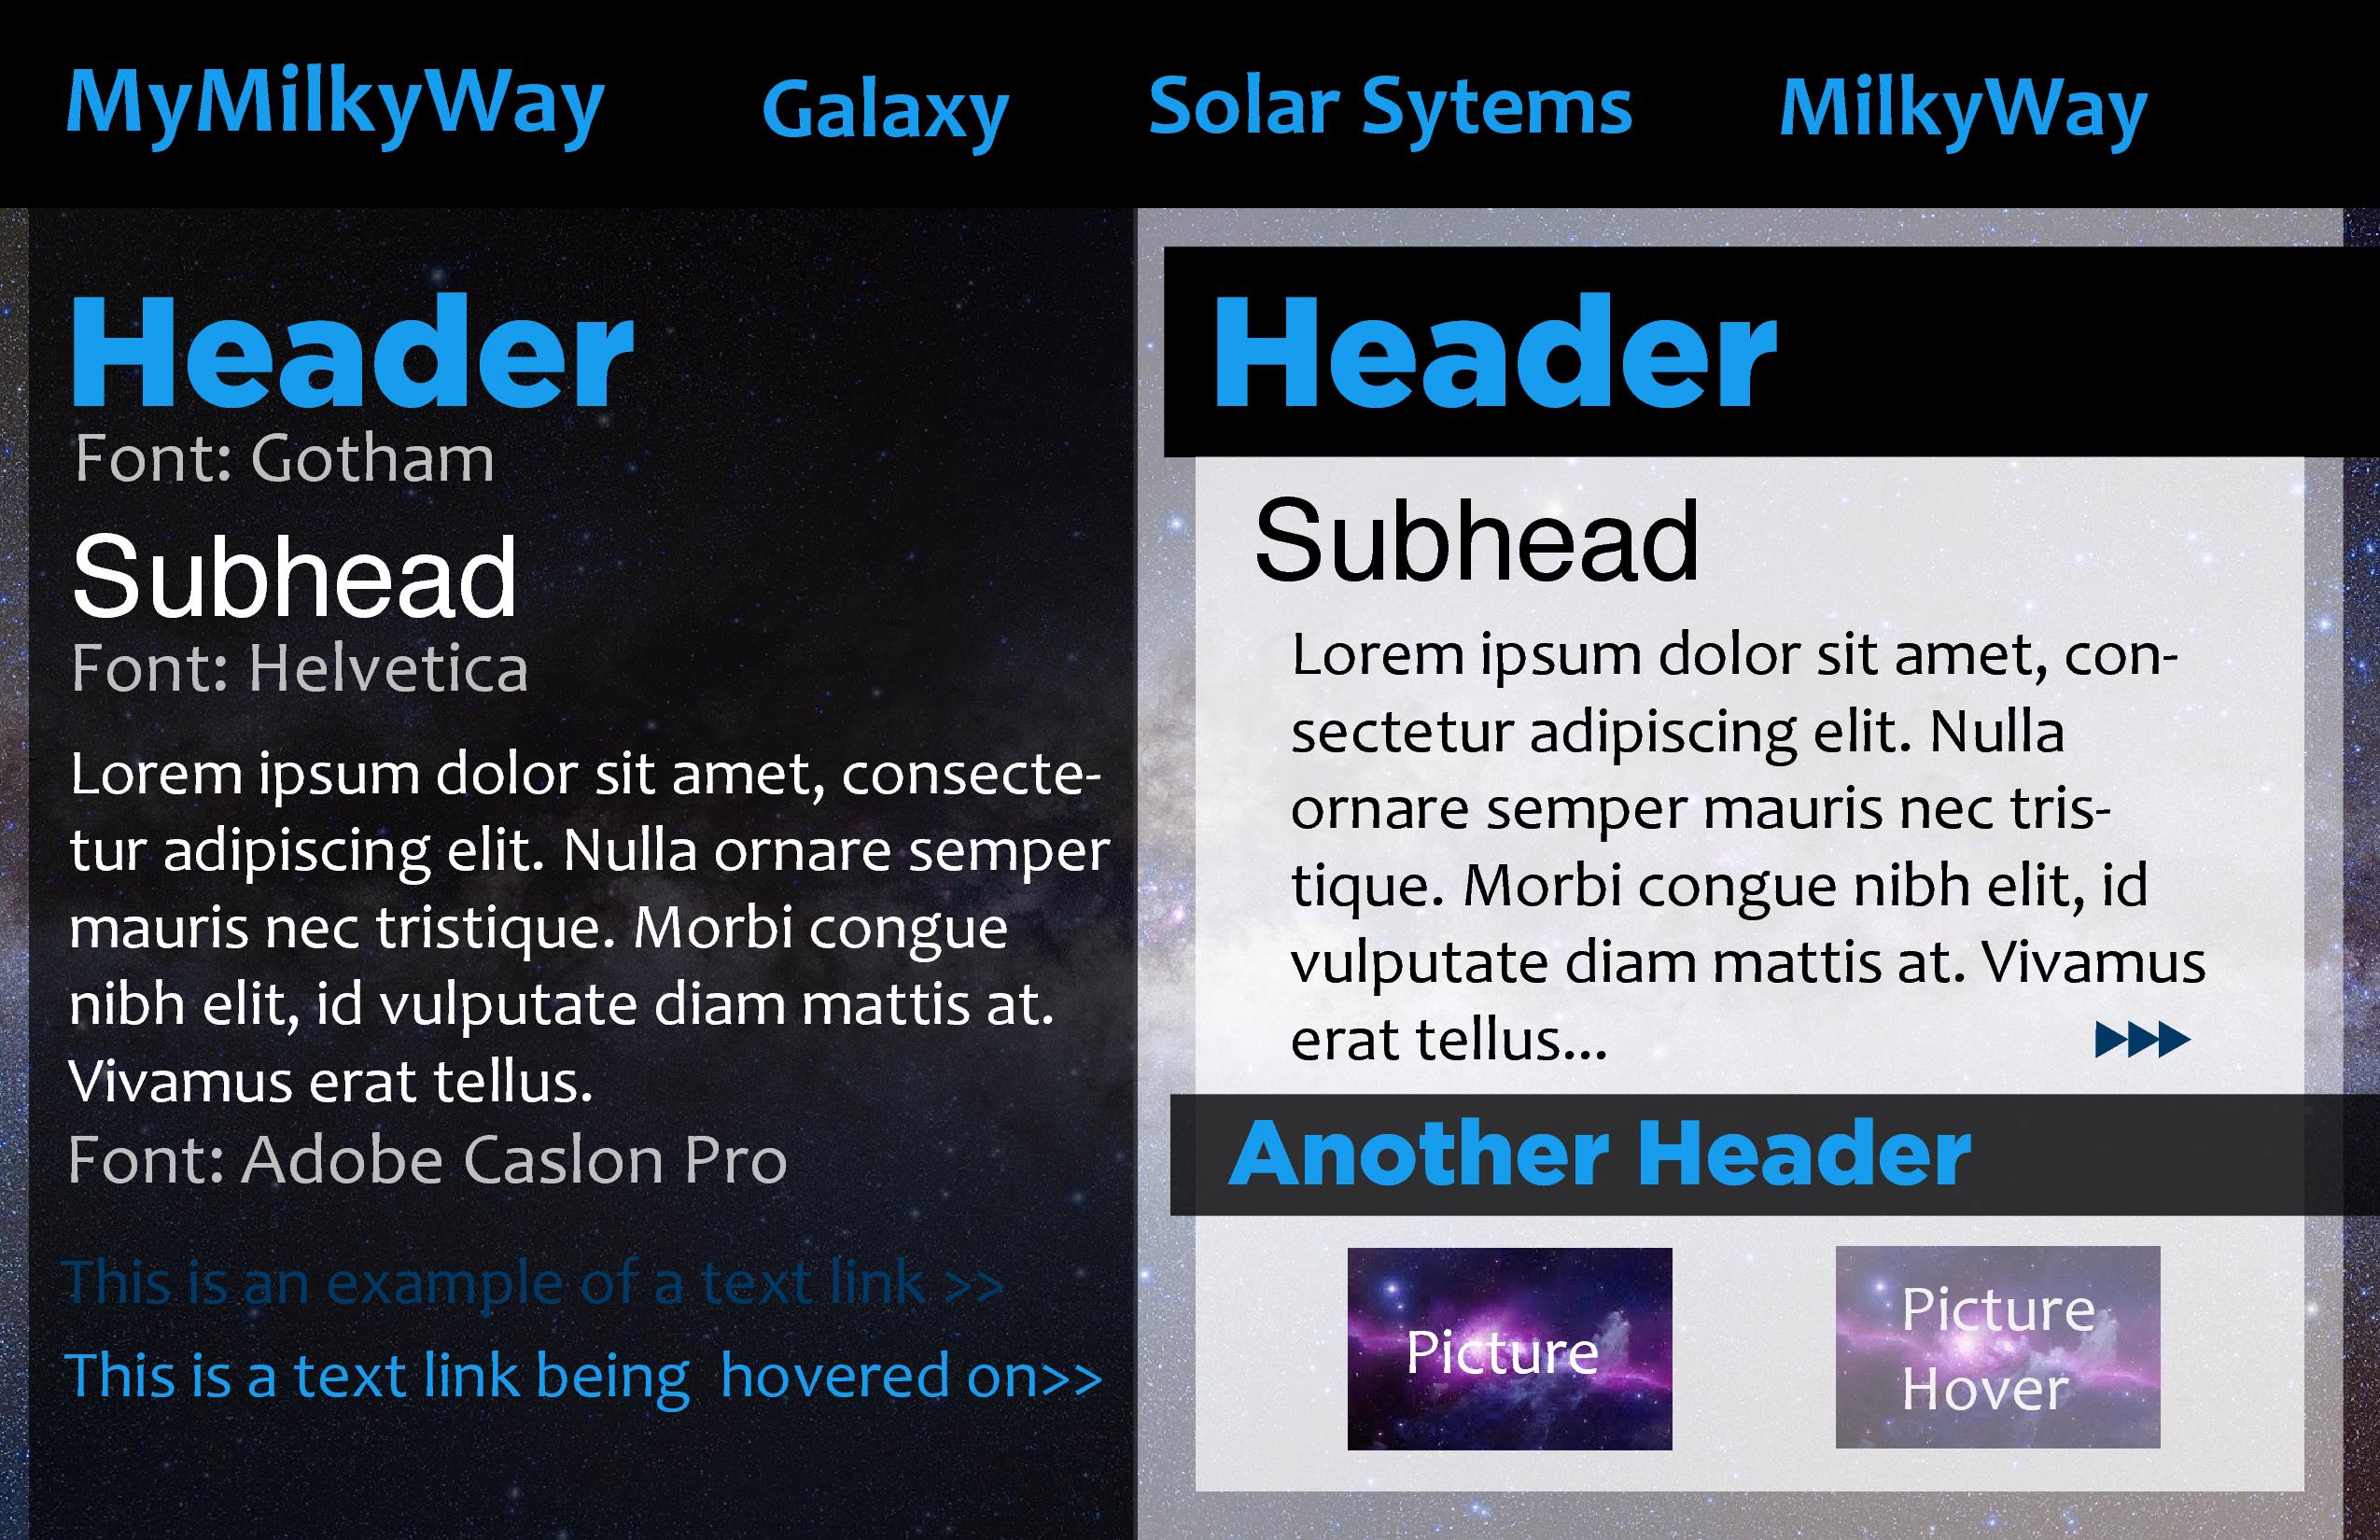 MyMilkyWay Galaxy Solar Sytems MilkyWay
Header
Font: Gotham
Subhead
Font: Helvetica
Lorem ipsum dolor sit amet, consecte-
tur adipiscing elit. Nulla ornare semper
mauris nec tristique. Morbi congue
nibh elit, id vulputate diam mattis at.
Vivamus erat tellus.
Font: Adobe Caslon Pro
This is an example of a text link >>
This is a text link being  hovered on>>
Header
Subhead
Lorem ipsum dolor sit amet, con-
sectetur adipiscing elit. Nulla
ornare semper mauris nec tris-
tique. Morbi congue nibh elit, id
vulputate diam mattis at. Vivamus
erat tellus...
Another Header
Picture
Picture
Hover